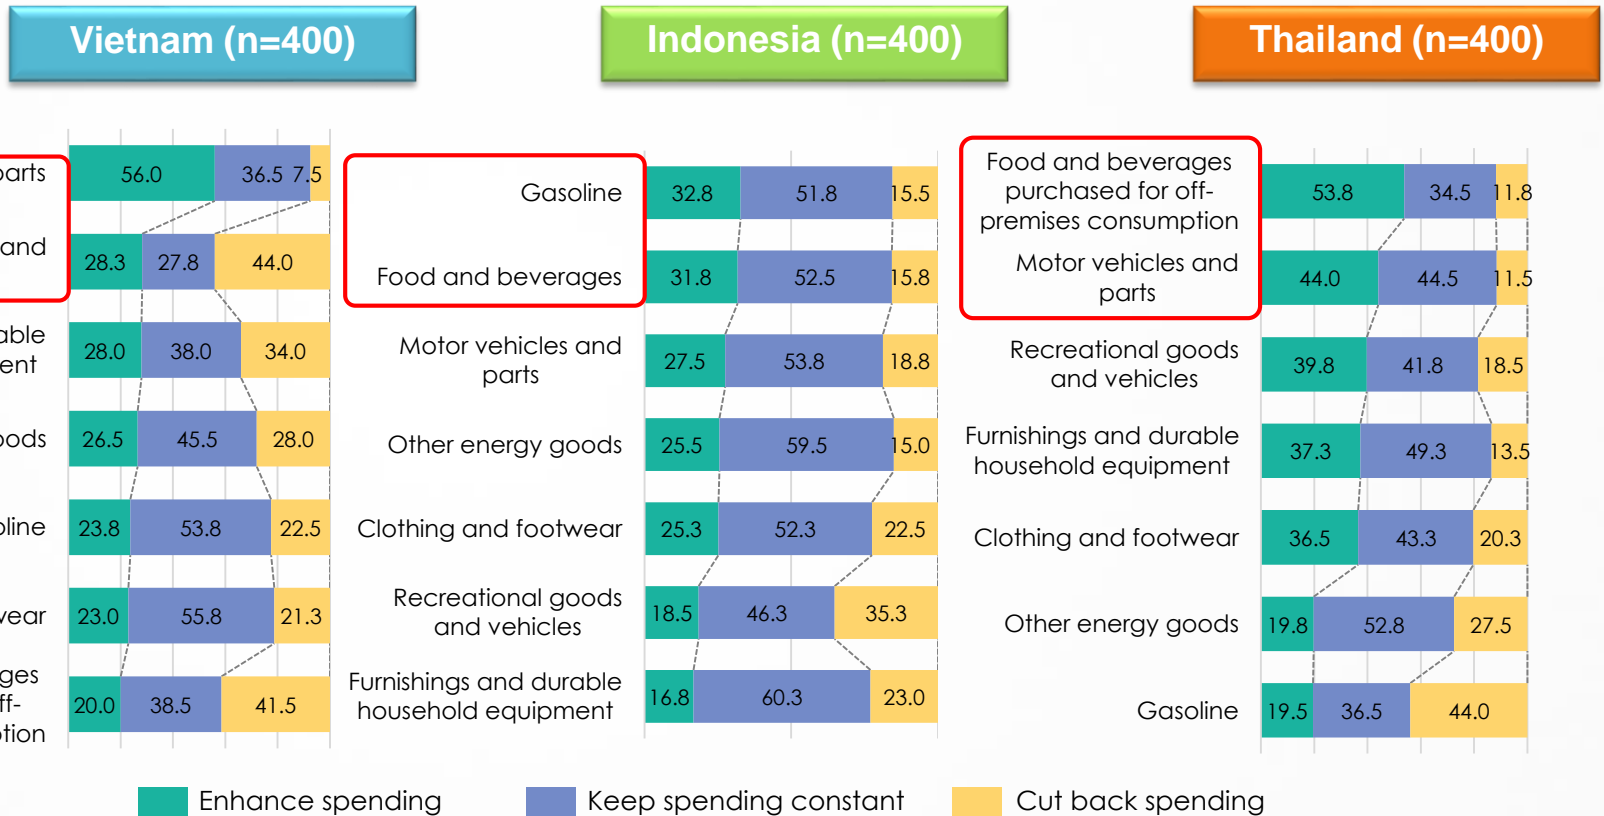 Vietnam (n=400)
Indonesia (n=400)
Thailand (n=400)
parts
56.0 36.5 7.5
and
28.3 27.8 44.0
able
ent
28.0 38.0 34.0
oods
26.5 45.5 28.0
oline
23.8 53.8 22.5
wear
23.0 55.8 21.3
ges
ff-
tion
20.0 38.5 41.5
Gasoline
32.8 51.8 15.5
Food and beverages
31.8 52.5 15.8
Motor vehicles and
parts
27.5 53.8 18.8
Other energy goods
25.5 59.5 15.0
Clothing and footwear
25.3 52.3 22.5
Recreational goods
and vehicles
18.5 46.3 35.3
Furnishings and durable
household equipment
16.8 60.3 23.0
Food and beverages
purchased for off-
premises consumption
53.8 34.5 11.8
Motor vehicles and
parts
44.0 44.5 11.5
Recreational goods
and vehicles
39.8 41.8 18.5
Furnishings and durable
household equipment
37.3 49.3 13.5
Clothing and footwear
36.5 43.3 20.3
Other energy goods
19.8 52.8 27.5
Gasoline
19.5 36.5 44.0
Enhance spending
Keep spending constant
Cut back spending